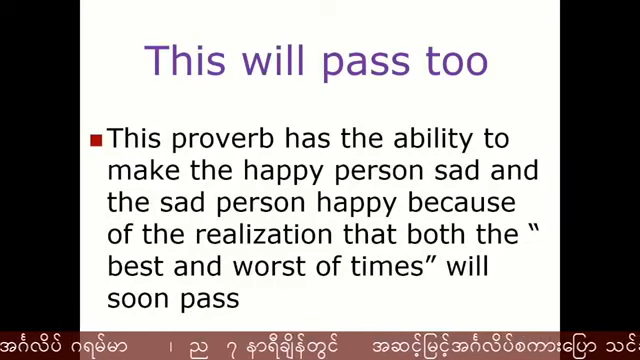 This will pass too
This proverb has the ability to
make the happy person sad and
the sad person happy because
of the realization that both the “
best and worst of times” will
soon pass
အင်္ဂလိပ် ဂရမ်မာ ၊ ည ၇ နာရီချိန်တွင် အဆင့်မြင့်အင်္ဂလိပ်စကားပြော သင်